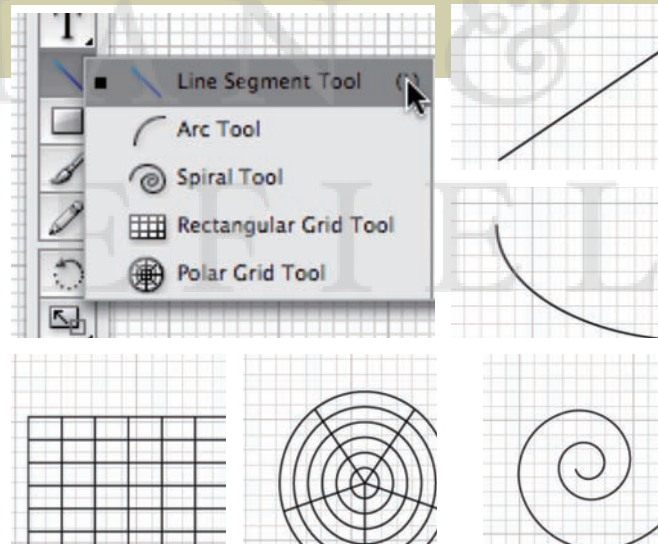 T
Line Segment Tool (\)
Arc Tool
Spiral Tool
Rectangular Grid Tool
Polar Grid Tool